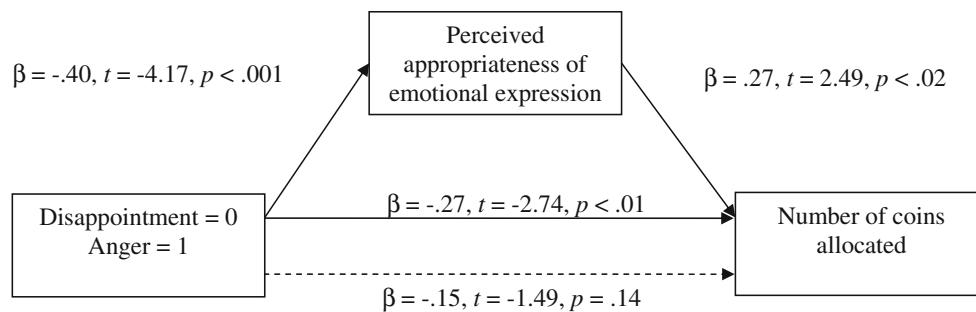 Perceived
appropriateness of
emotional expression
β = -.40, t = -4.17, p < .001
β = .27, t = 2.49, p < .02
Disappointment = 0
Anger = 1
β = -.27, t = -2.74, p < .01
Number of coins
allocated
β = -.15, t = -1.49, p = .14